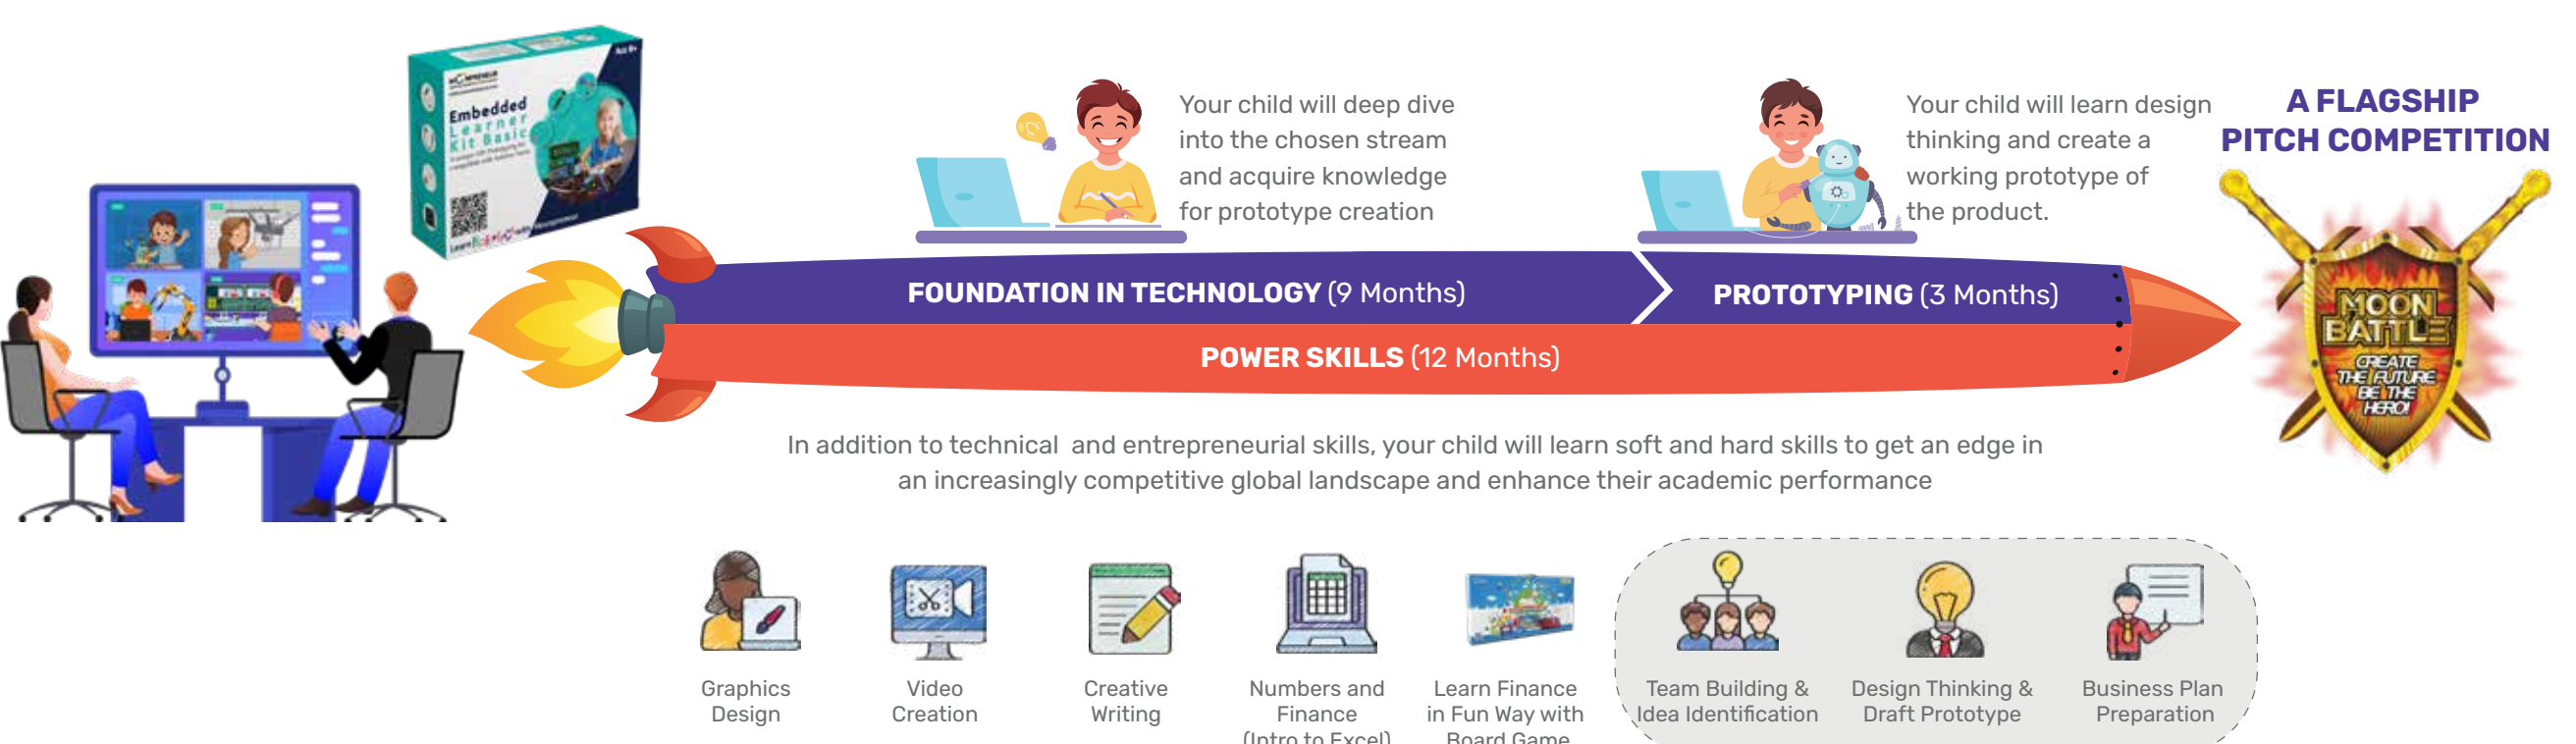 Embedded
Learner
Kit Basic
Your child will deep dive
into the chosen stream
and acquire knowledge
for prototype creation
Your child will learn design
thinking and create a
working prototype of
the product.
A FLAGSHIP
PITCH COMPETITION
MOON
BATTLE
CREATE
THE FUTURE
BE THE
HERO!
FOUNDATION IN TECHNOLOGY (9 Months)
PROTOTYPING (3 Months)
POWER SKILLS (12 Months)
In addition to technical and entrepreneurial skills, your child will learn soft and hard skills to get an edge in
an increasingly competitive global landscape and enhance their academic performance
Graphics
Design
Video
Creation
Creative
Writing
Numbers and
Finance
(Intro to Excel)
Learn Finance
in Fun Way with
Board Game
Team Building &
Idea Identification
Design Thinking &
Draft Prototype
Business Plan
Preparation